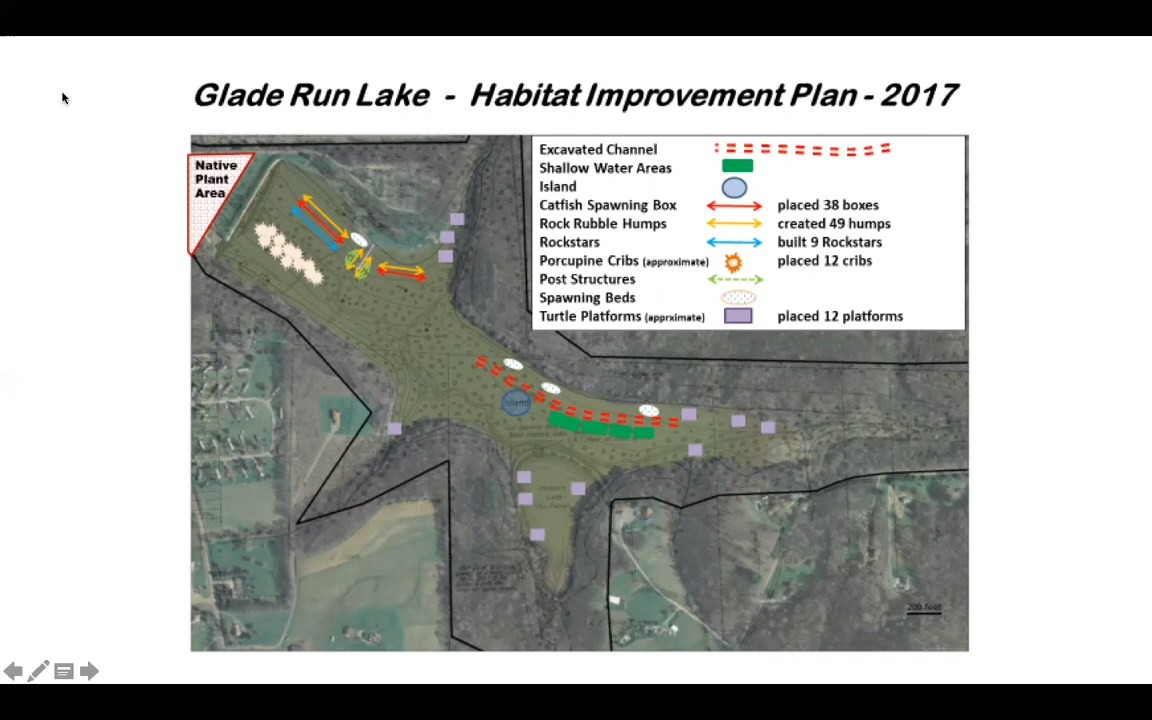 Glade Run Lake - Habitat Improvement Plan - 2017
Native
Plant
Area
Excavated Channel
Shallow Water Areas
Island
Catfish Spawning Box placed 38 boxes
Rock Rubble Humps created 49 humps
Rockstars built 9 Rockstars
Porcupine Cribs (approximate) placed 12 cribs
Post Structures
Spawning Beds
Turtle Platforms (apprximate) placed 12 platforms
Island
200 feet